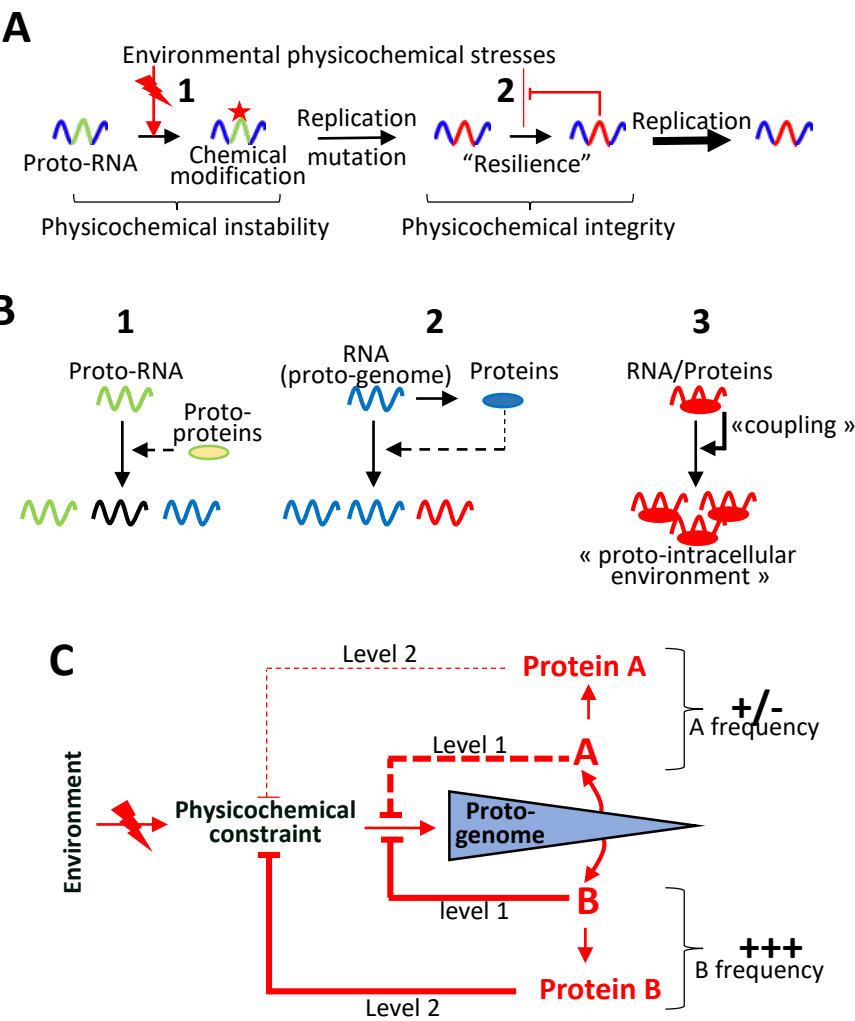 A
Environmental physicochemical stresses
1
2
Replication
mutation
Replication
Proto-RNA
Chemical
modification
“Resilience”
Physicochemical instability
Physicochemical integrity
B
1
2
3
Proto-RNA
Proto-
proteins
RNA
(proto-genome)
Proteins
RNA/Proteins
«coupling »
« proto-intracellular
environment »
C
Level 2
Protein A
+/-
A frequency
Level 1
A
Environment
Physicochemical
constraint
Proto-
genome
B
level 1
+++
B frequency
Protein B
Level 2